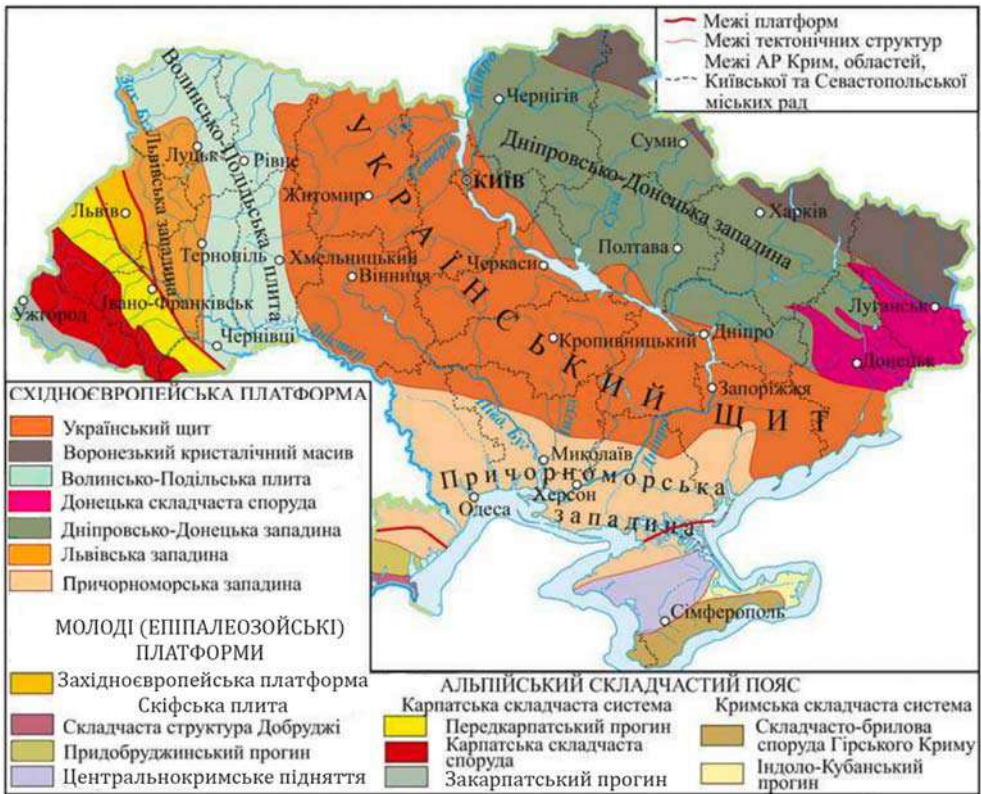 Межі платформ
Межі тектонічних структур
Межі АР Крим, областей,
Київської та Севастопольської
міських рад
Волинсько-Подільська плита
Зах. Буг
Львівська западина
Луцьк
Рівне
Житомир
КИЇВ
Чернігів
Суми
Дніпровсько-Донецька западина
Харків
Полтава
Львів
Тернопіль
Хмельницький
Вінниця
Черкаси
Луганськ
Івано-Франківськ
Ужгород
Чернівці
Кропивницький
Дніпро
Донецьк
Запоріжжя
УКРАЇНСЬКИЙ ЩИТ
Півд. Буг
Миколаїв
Причорноморська
западина
Херсон
Одеса
Сімферополь
СХІДНОЄВРОПЕЙСЬКА ПЛАТФОРМА
Український щит
Воронезький кристалічний масив
Волинсько-Подільська плита
Донецька складчаста споруда
Дніпровсько-Донецька западина
Львівська западина
Причорноморська западина
МОЛОДІ (ЕПІПАЛЕОЗОЙСЬКІ)
ПЛАТФОРМИ
Західноєвропейська платформа
Скіфська плита
Складчаста структура Добруджі
Придобруджинський прогин
Центральнокримське підняття
АЛЬПІЙСЬКИЙ СКЛАДЧАСТИЙ ПОЯС
Карпатська складчаста система
Передкарпатський прогин
Карпатська складчаста
споруда
Закарпатський прогин
Кримська складчаста система
Складчасто-брилова
споруда Гірського Криму
Індоло-Кубанський
прогин